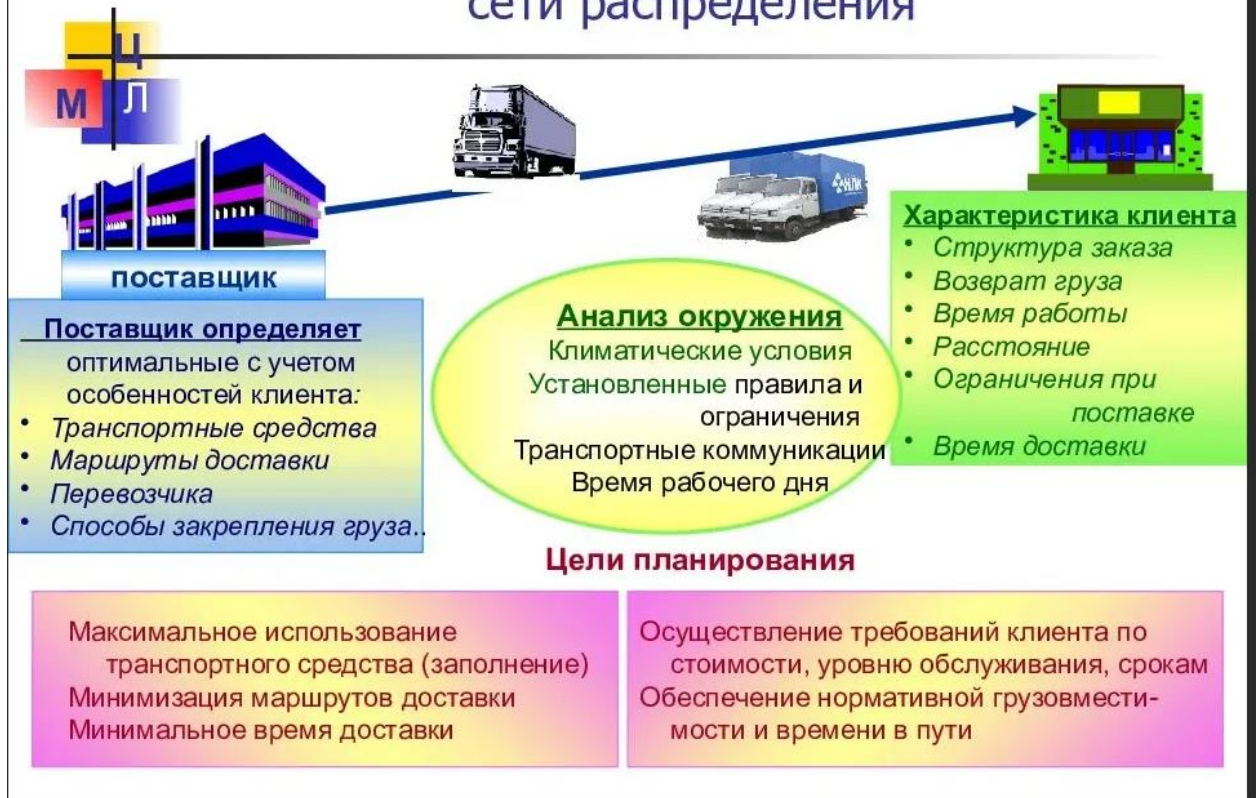 сети распределения
Ц
М Л
поставщик
Поставщик определяет
оптимальные с учетом
особенностей клиента:
• Транспортные средства
• Маршруты доставки
• Перевозчика
• Способы закрепления груза..
Анализ окружения
Климатические условия
Установленные правила и
ограничения
Транспортные коммуникации
Время рабочего дня
Характеристика клиента
• Структура заказа
• Возврат груза
• Время работы
• Расстояние
• Ограничения при
поставке
• Время доставки
Цели планирования
Максимальное использование
транспортного средства (заполнение)
Минимизация маршрутов доставки
Минимальное время доставки
Осуществление требований клиента по
стоимости, уровню обслуживания, срокам
Обеспечение нормативной грузовмести-
мости и времени в пути